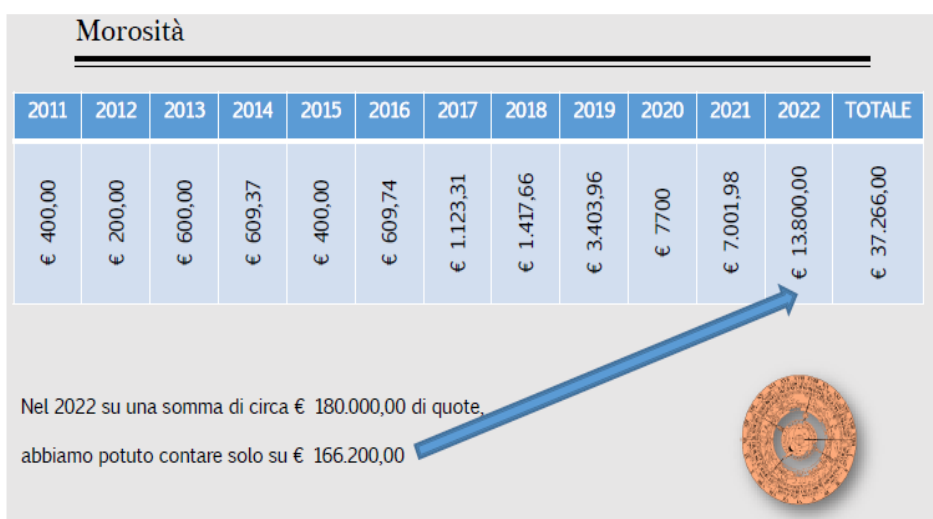 Morosità
2011 2012 2013 2014 2015 2016 2017 2018 2019 2020 2021 2022 TOTALE
€ 400,00 € 200,00 € 600,00 € 609,37 € 400,00 € 609,74 € 1.123,31 € 1.417,66 € 3.403,96 € 7700 € 7.001,98 € 13.800,00 € 37.266,00
Nel 2022 su una somma di circa € 180.000,00 di quote,
abbiamo potuto contare solo su € 166.200,00